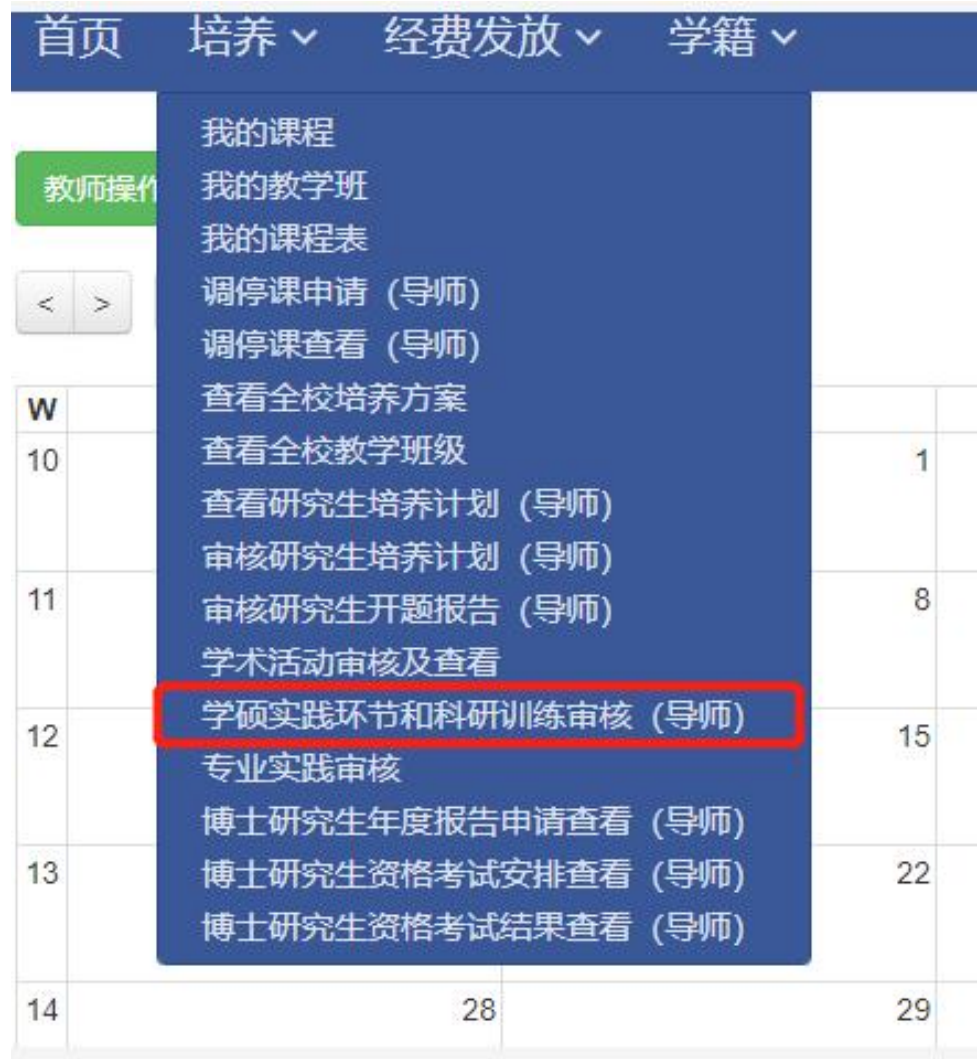 首页 培养 经费发放 学籍
我的课程
教师操作
我的教学班
我的课程表
< > 调停课申请 (导师)
调停课查看 (导师)
W 查看全校培养方案
10 查看全校教学班级 1
查看研究生培养计划 (导师)
审核研究生培养计划 (导师)
11 审核研究生开题报告 (导师) 8
学术活动审核及查看
学硕实践环节和科研训练审核 (导师)
12 15
专业实践审核
博士研究生年度报告申请查看 (导师)
13 博士研究生资格考试安排查看 (导师) 22
博士研究生资格考试结果查看 (导师)
14 28 29